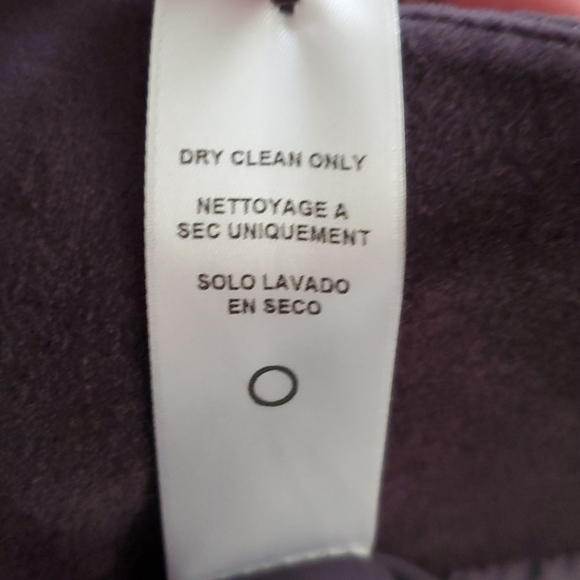 DRY CLEAN ONLY
NETTOYAGE A
SEC UNIQUEMENT
SOLO LAVADO
EN SECO